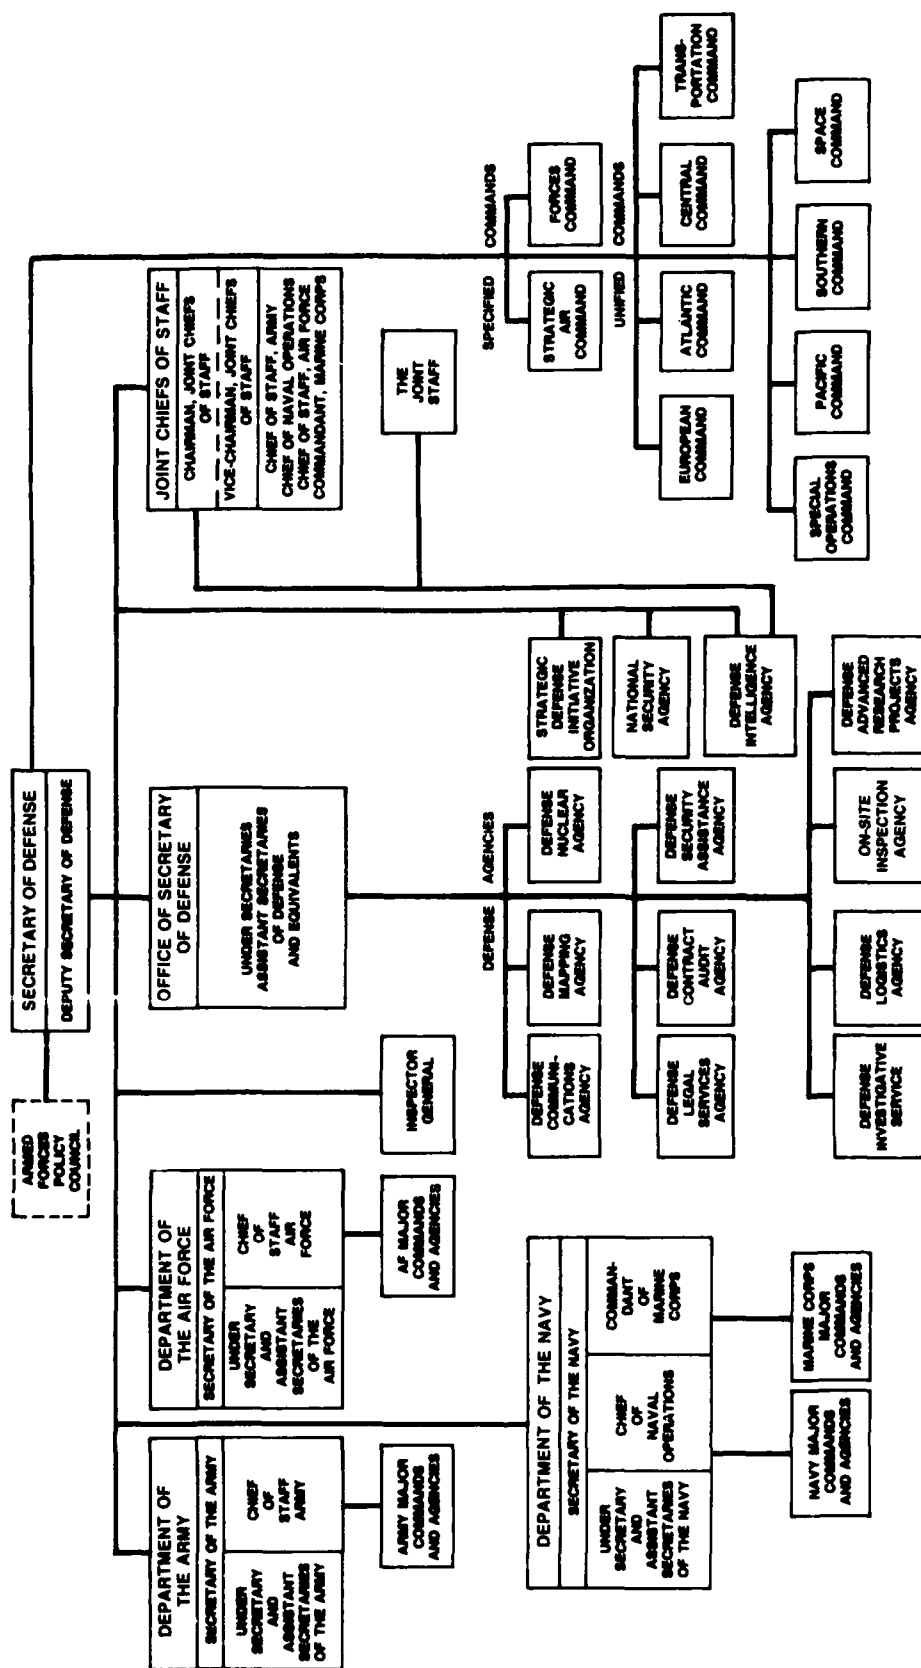 SECRETARY OF DEFENSE
DEPUTY SECRETARY OF DEFENSE
ARMED
FORCES
POLICY
COUNCIL
DEPARTMENT OF
THE ARMY
SECRETARY OF THE ARMY
UNDER
SECRETARY
AND
ASSISTANT
SECRETARIES
OF THE ARMY
CHIEF
OF
STAFF
ARMY
ARMY MAJOR
COMMANDS
AND AGENCIES
DEPARTMENT OF
THE AIR FORCE
SECRETARY OF THE AIR FORCE
UNDER
SECRETARY
AND
ASSISTANT
SECRETARIES
OF THE
AIR FORCE
CHIEF
OF
STAFF
AIR
FORCE
AF MAJOR
COMMANDS
AND AGENCIES
INSPECTOR
GENERAL
OFFICE OF SECRETARY
OF DEFENSE
UNDER SECRETARIES
ASSISTANT SECRETARIES
OF DEFENSE
AND EQUIVALENTS
JOINT CHIEFS OF STAFF
CHAIRMAN, JOINT CHIEFS
OF STAFF
VICE-CHAIRMAN, JOINT CHIEFS
OF STAFF
CHIEF OF STAFF, ARMY
CHIEF OF NAVAL OPERATIONS
CHIEF OF STAFF, AIR FORCE
COMMANDANT, MARINE CORPS
THE
JOINT
STAFF
DEPARTMENT OF THE NAVY
SECRETARY OF THE NAVY
UNDER
SECRETARY
AND
ASSISTANT
SECRETARIES
OF THE NAVY
CHIEF
OF
NAVAL
OPERATIONS
COMMAN-
DANT
OF
MARINE
CORPS
NAVY MAJOR
COMMANDS
AND AGENCIES
MARINE CORPS
MAJOR
COMMANDS
AND AGENCIES
DEFENSE AGENCIES
DEFENSE
COMMUNI-
CATIONS
AGENCY
DEFENSE
MAPPING
AGENCY
DEFENSE
NUCLEAR
AGENCY
STRATEGIC
DEFENSE
INITIATIVE
ORGANIZATION
NATIONAL
SECURITY
AGENCY
DEFENSE
LEGAL
SERVICES
AGENCY
DEFENSE
CONTRACT
AUDIT
AGENCY
DEFENSE
SECURITY
ASSISTANCE
AGENCY
DEFENSE
INTELLIGENCE
AGENCY
DEFENSE
INVESTIGATIVE
SERVICE
DEFENSE
LOGISTICS
AGENCY
ON-SITE
INSPECTION
AGENCY
DEFENSE
ADVANCED
RESEARCH
PROJECTS
AGENCY
SPECIFIED COMMANDS
STRATEGIC
AIR
COMMAND
FORCES
COMMAND
UNIFIED COMMANDS
EUROPEAN
COMMAND
ATLANTIC
COMMAND
CENTRAL
COMMAND
TRANS-
PORTATION
COMMAND
SPECIAL
OPERATIONS
COMMAND
PACIFIC
COMMAND
SOUTHERN
COMMAND
SPACE
COMMAND